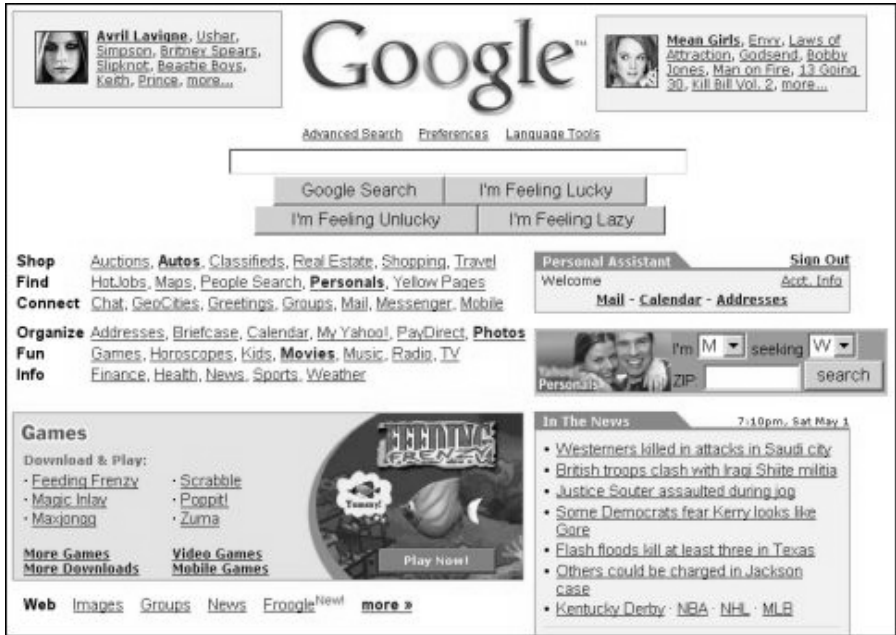 Avril Lavigne, Usher,
Simpson, Britney Spears,
Slipknot, Beastie Boys,
Keith, Prince, more...
Google™
Mean Girls, Envy, Laws of
Attraction, Godsend, Bobby
Jones, Man on Fire, 13 Going
30, Kill Bill Vol. 2, more...
Advanced Search Preferences Language Tools
Google Search I'm Feeling Lucky
I'm Feeling Unlucky I'm Feeling Lazy
Shop Auctions, Autos, Classifieds, Real Estate, Shopping, Travel
Find HotJobs, Maps, People Search, Personals, Yellow Pages
Connect Chat, GeoCities, Greetings, Groups, Mail, Messenger, Mobile
Organize Addresses, Briefcase, Calendar, My Yahoo!, PayDirect, Photos
Fun Games, Horoscopes, Kids, Movies, Music, Radio, TV
Info Finance, Health, News, Sports, Weather
Personal Assistant Sign Out
Welcome Acct. Info
Mail - Calendar - Addresses
Yahoo!
Personals
I'm M seeking W
ZIP: search
Games
Download & Play:
· Feeding Frenzy · Scrabble
· Magic Inlay · Poppit!
· Maxjongg · Zuma
More Games Video Games
More Downloads Mobile Games
FEEDING
FRENZY
Yummy!
Play Now!
In The News 7:10pm, Sat May 1
• Westerners killed in attacks in Saudi city
• British troops clash with Iraqi Shiite militia
• Justice Souter assaulted during jog
• Some Democrats fear Kerry looks like
Gore
• Flash floods kill at least three in Texas
• Others could be charged in Jackson
case
• Kentucky Derby · NBA · NHL · MLB
Web Images Groups News Froogle New! more »